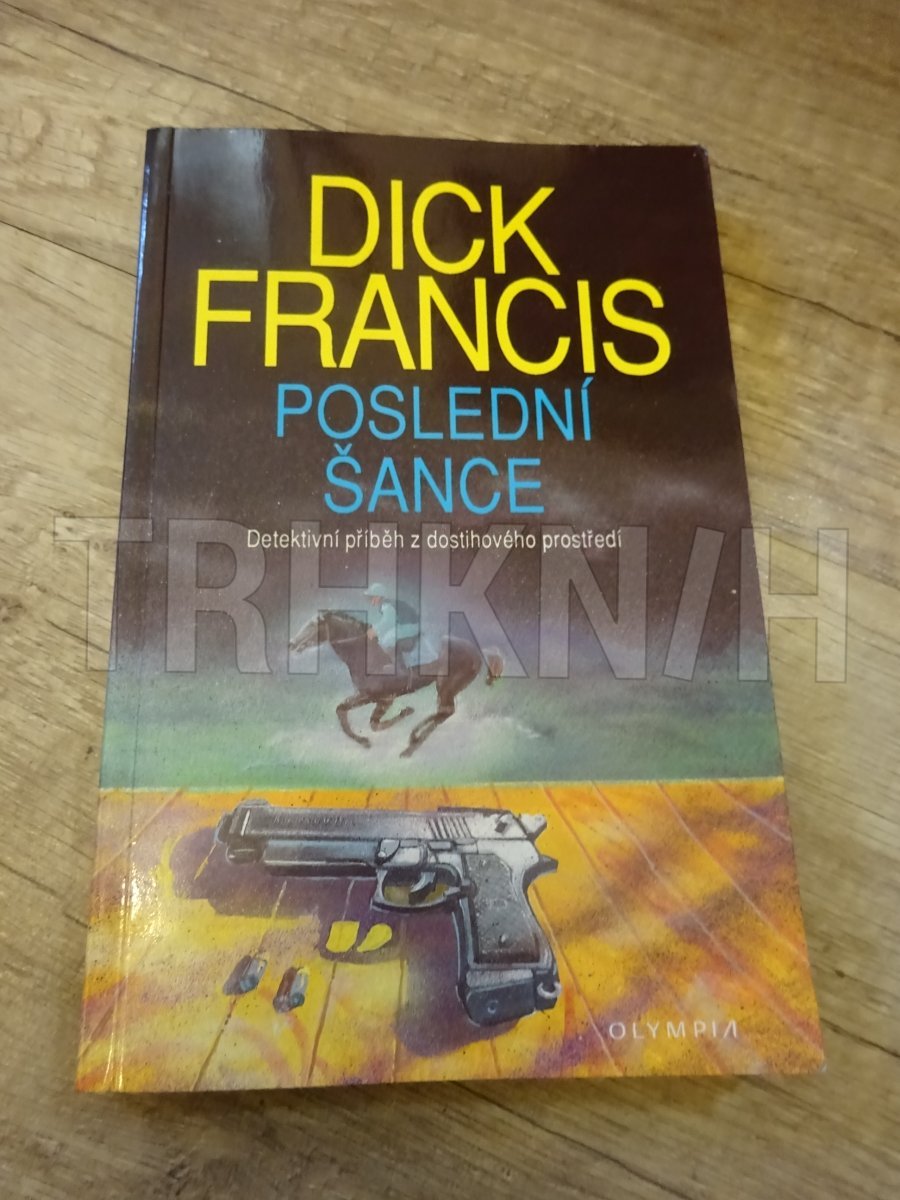 DICK
FRANCIS
POSLEDNÍ
ŠANCE
Detektivní příběh z dostihového prostředí
TRHKNIH
OLYMPIA